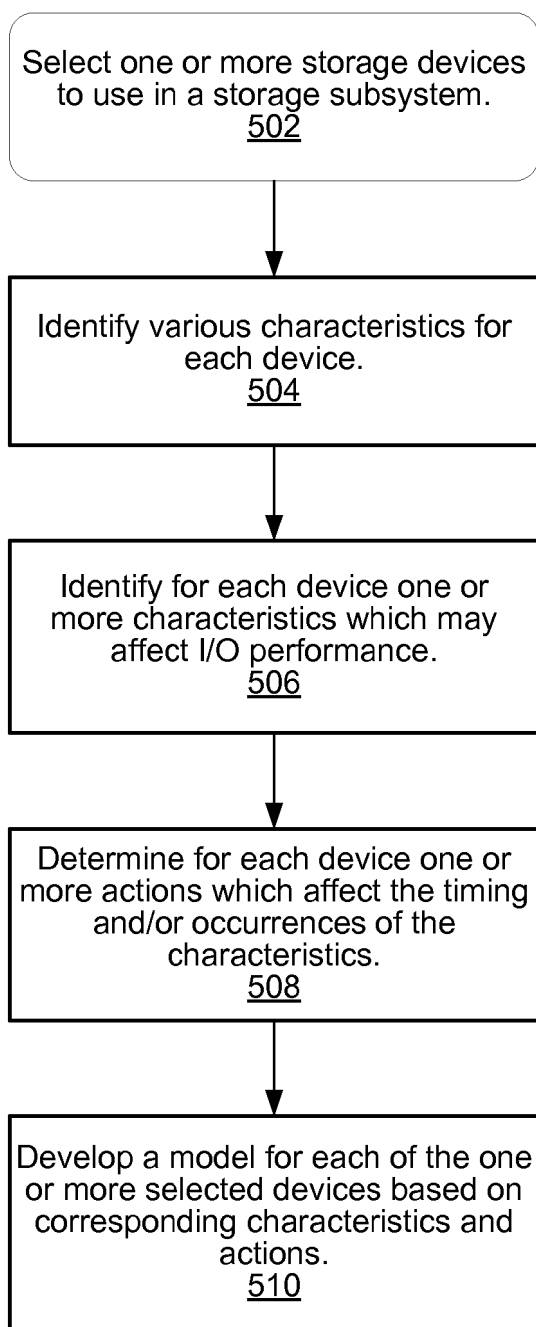 Select one or more storage devices
to use in a storage subsystem.
502
Identify various characteristics for
each device.
504
Identify for each device one or
more characteristics which may
affect I/O performance.
506
Determine for each device one or
more actions which affect the timing
and/or occurrences of the
characteristics.
508
Develop a model for each of the one
or more selected devices based on
corresponding characteristics and
actions.
510